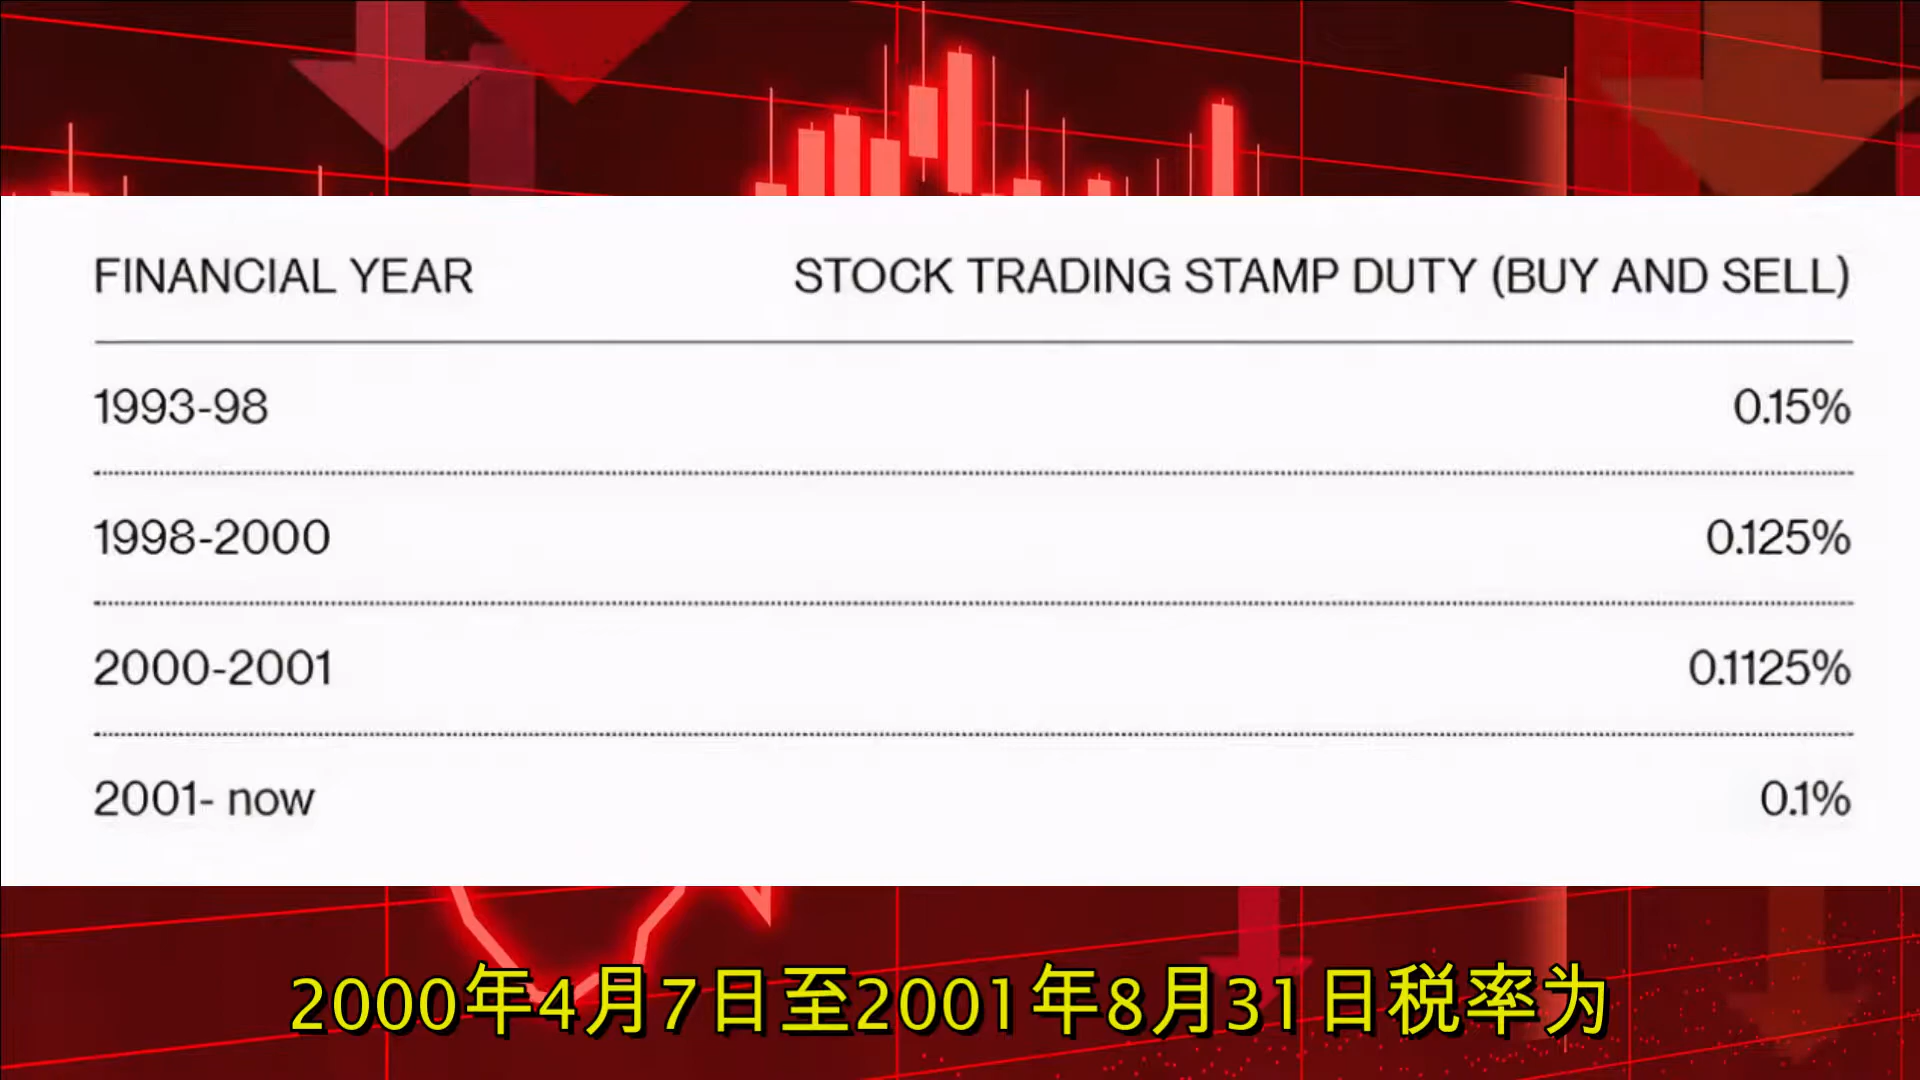 FINANCIAL YEAR STOCK TRADING STAMP DUTY (BUY AND SELL)
1993-98 0.15%
1998-2000 0.125%
2000-2001 0.1125%
2001- now 0.1%
2000年4月7日至2001年8月31日税率为